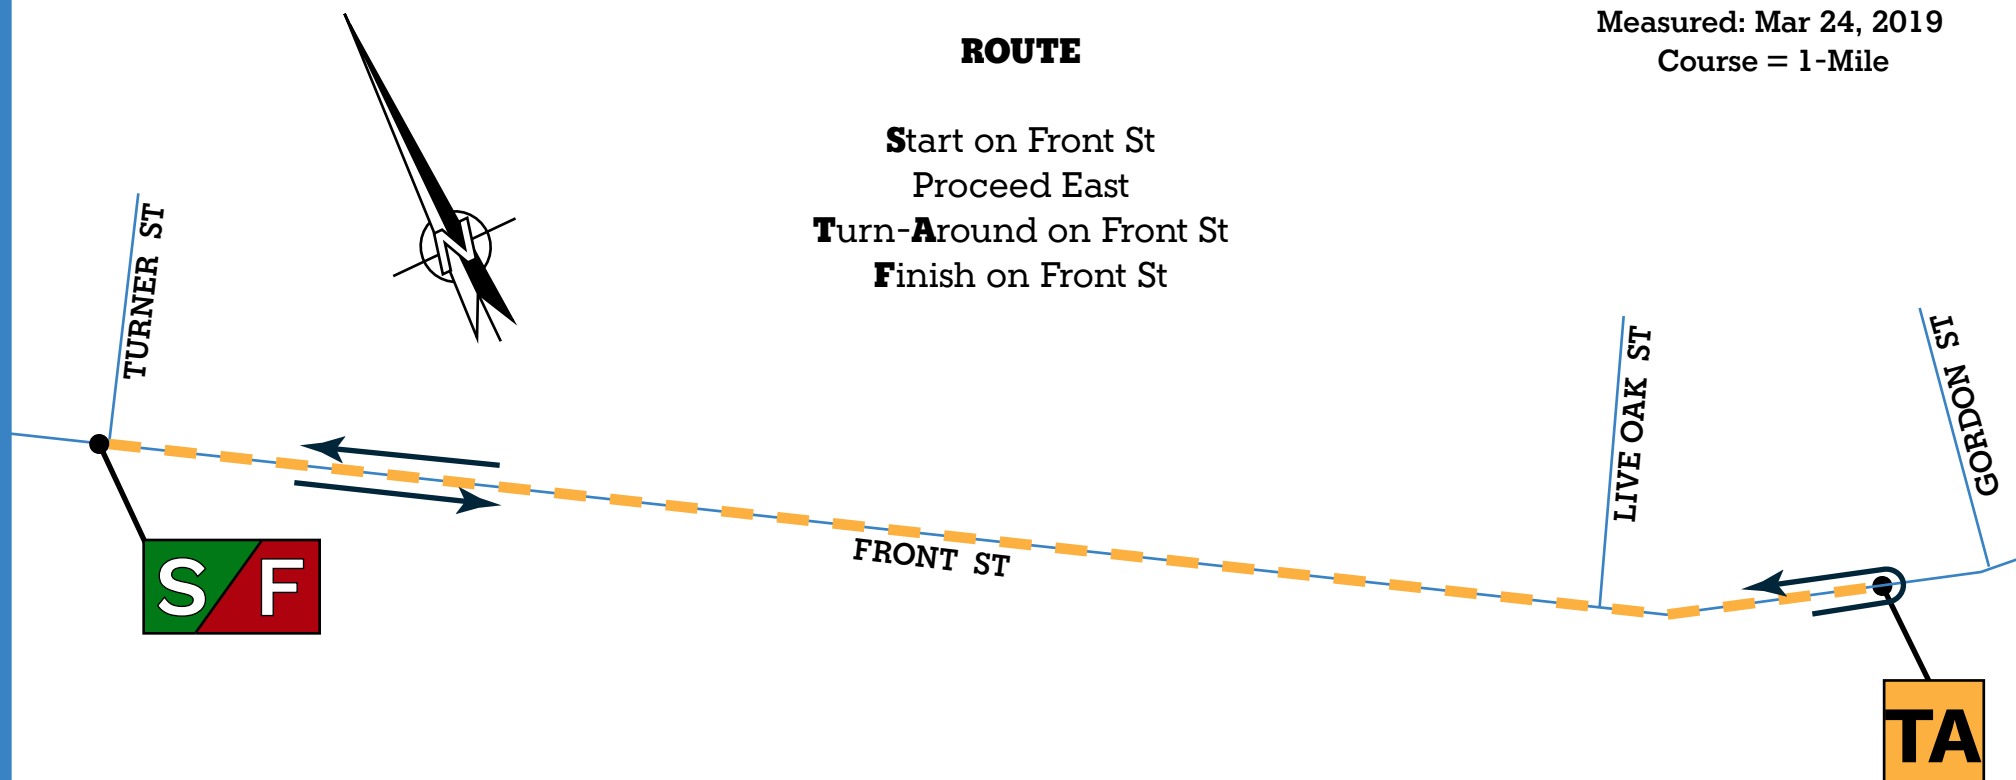 Measured: Mar 24, 2019
Course = 1-Mile
ROUTE
Start on Front St
Proceed East
Turn-Around on Front St
Finish on Front St
N
TURNER ST
LIVE OAK ST
GORDON ST
FRONT ST
S F
TA